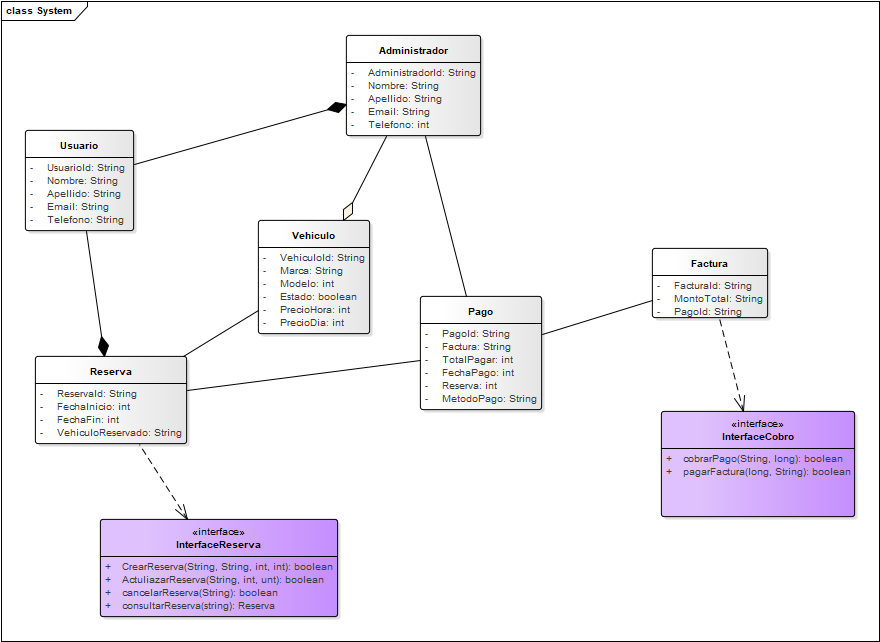 class System
Administrador
- AdministradorId: String
- Nombre: String
- Apellido: String
- Email: String
- Telefono: int
Usuario
- UsuarioId: String
- Nombre: String
- Apellido: String
- Email: String
- Telefono: String
Vehiculo
- VehiculoId: String
- Marca: String
- Modelo: int
- Estado: boolean
- PrecioHora: int
- PrecioDia: int
Factura
- FacturaId: String
- MontoTotal: String
- PagoId: String
Pago
- PagoId: String
- Factura: String
- TotalPagar: int
- FechaPago: int
- Reserva: int
- MetodoPago: String
Reserva
- ReservaId: String
- FechaInicio: int
- FechaFin: int
- VehiculoReservado: String
«interface»
InterfaceCobro
+ cobrarPago(String, long): boolean
+ pagarFactura(long, String): boolean
«interface»
InterfaceReserva
+ CrearReserva(String, String, int, int): boolean
+ ActuliazarReserva(String, int, unt): boolean
+ cancelarReserva(String): boolean
+ consultarReserva(string): Reserva